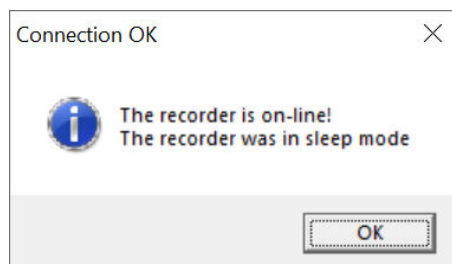 Connection OK
The recorder is on-line!
The recorder was in sleep mode
OK